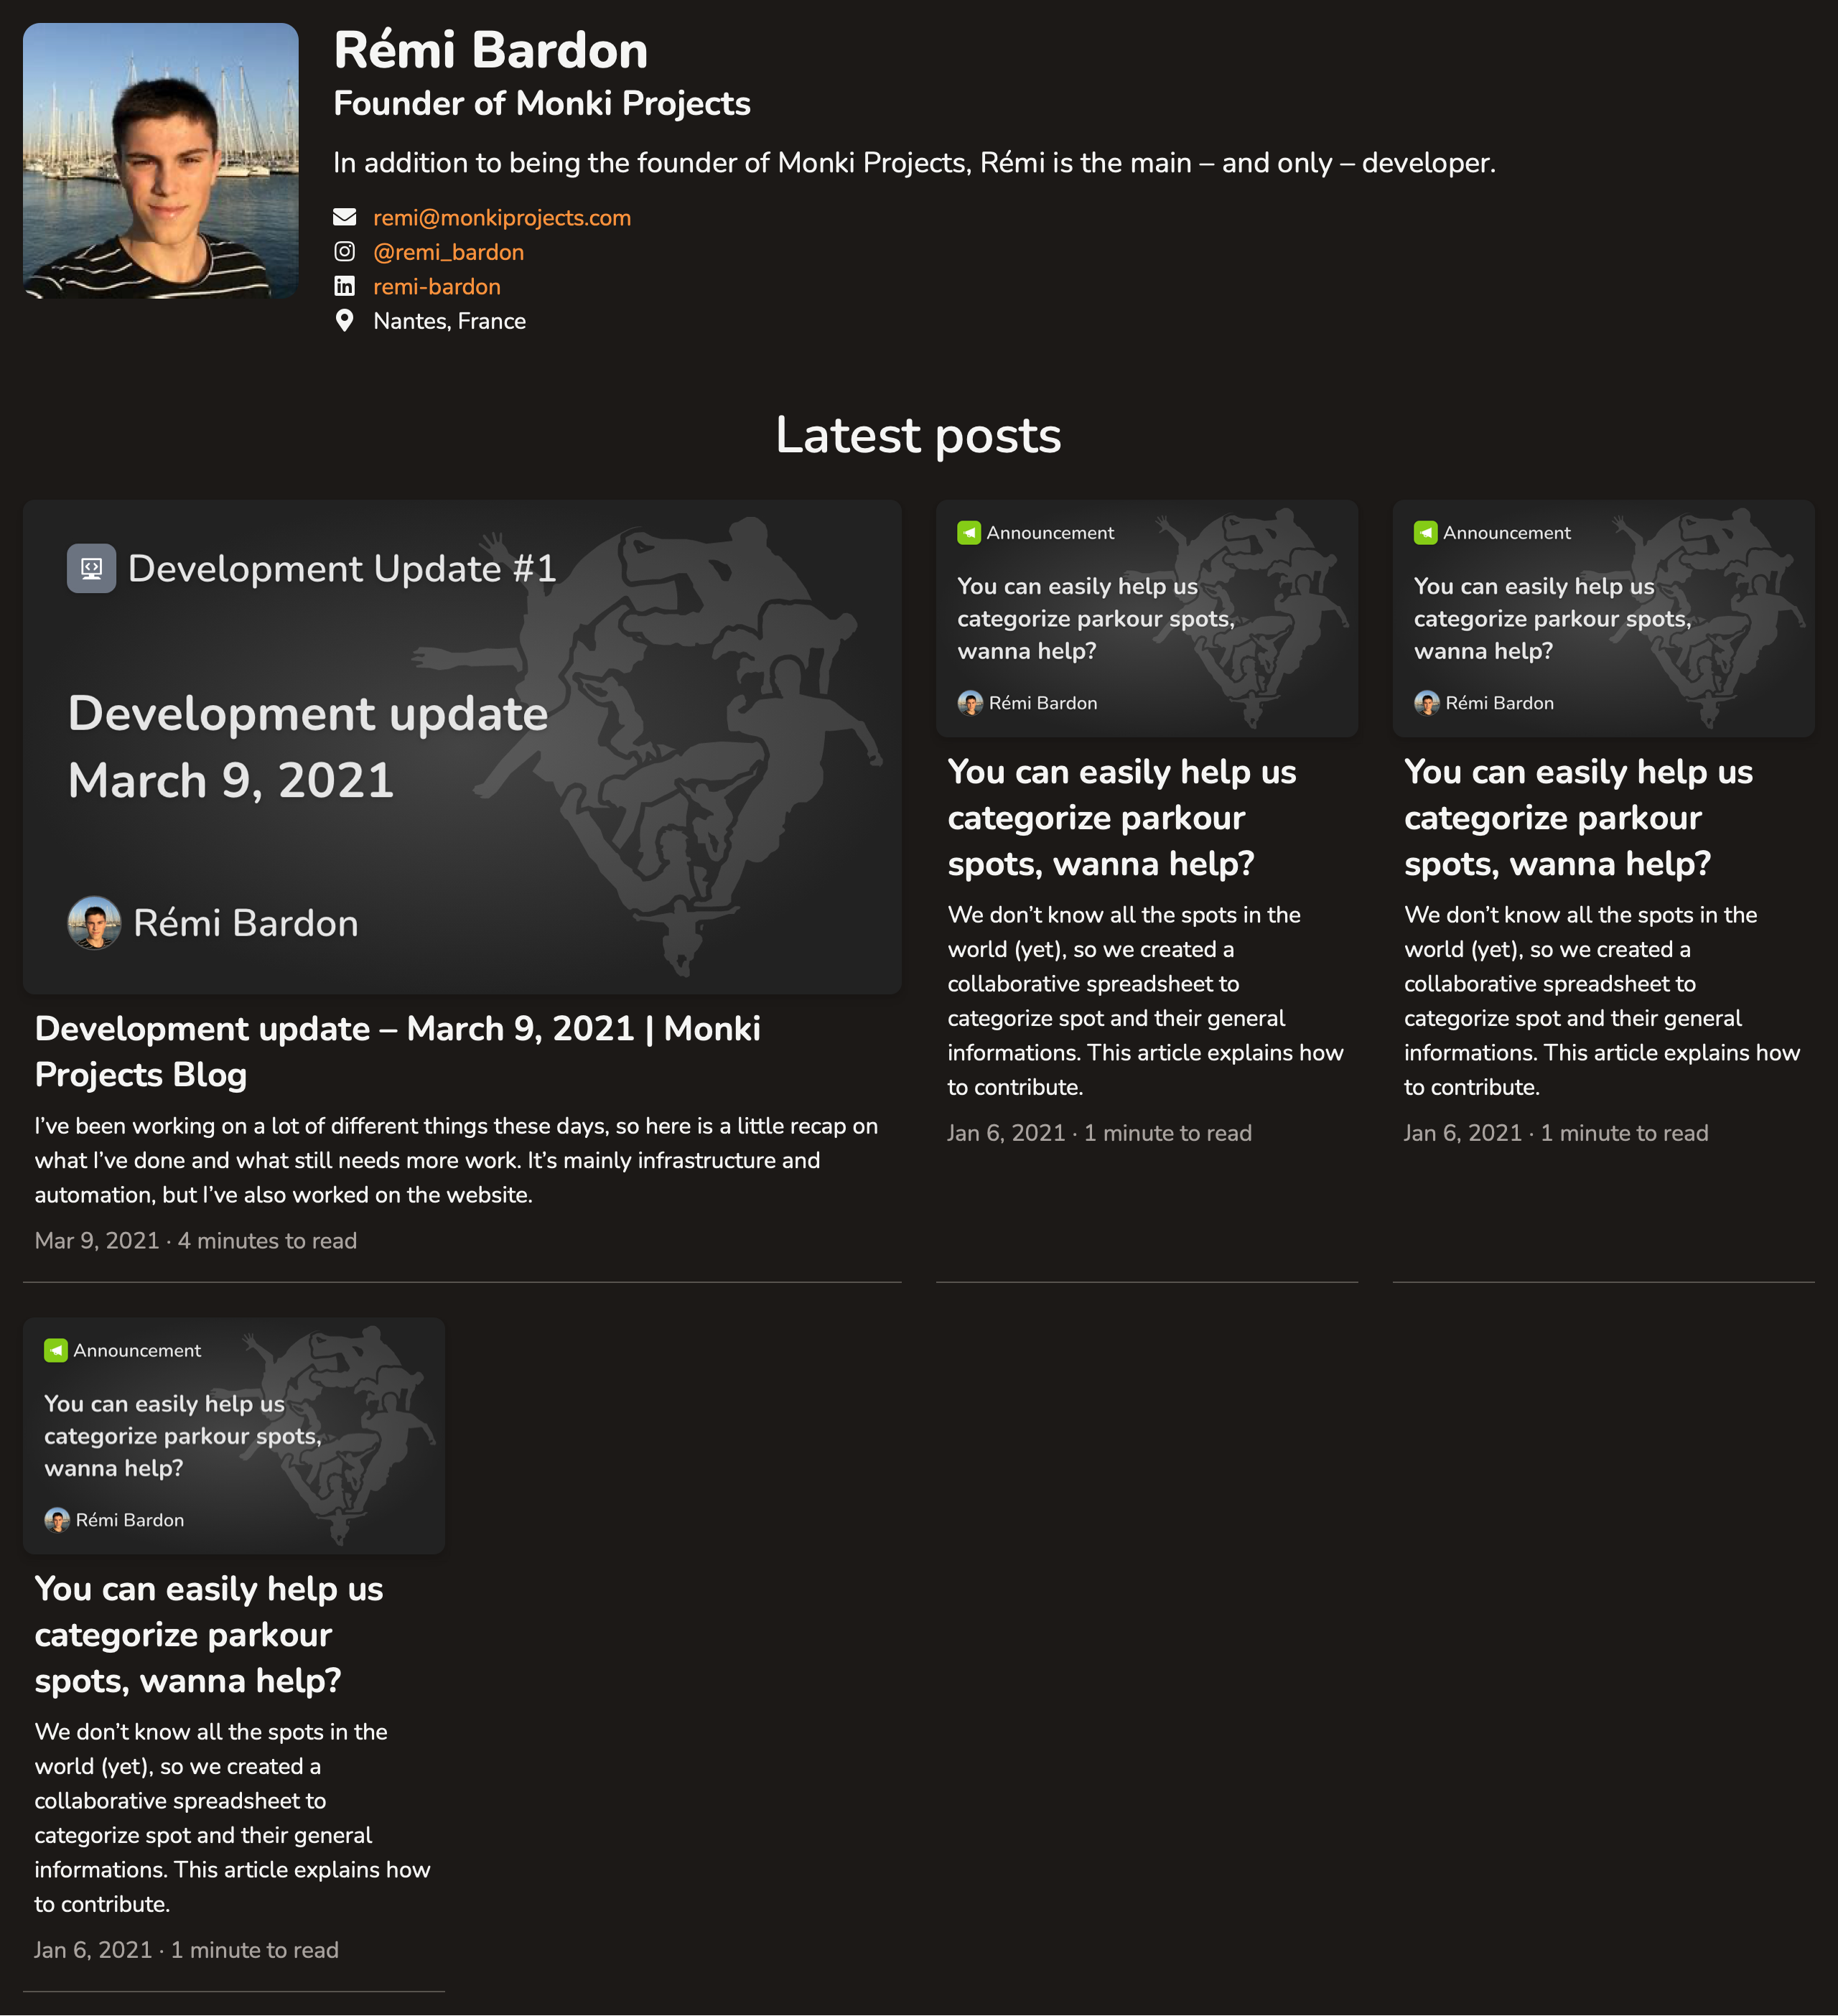 Rémi Bardon
Founder of Monki Projects
In addition to being the founder of Monki Projects, Rémi is the main – and only – developer.
remi@monkiprojects.com
@remi_bardon
remi-bardon
Nantes, France
Latest posts
Development Update #1
Development update
March 9, 2021
Rémi Bardon
Development update – March 9, 2021 | Monki
Projects Blog
I’ve been working on a lot of different things these days, so here is a little recap on
what I’ve done and what still needs more work. It’s mainly infrastructure and
automation, but I’ve also worked on the website.
Mar 9, 2021 · 4 minutes to read
Announcement
You can easily help us
categorize parkour spots,
wanna help?
Rémi Bardon
You can easily help us
categorize parkour
spots, wanna help?
We don’t know all the spots in the
world (yet), so we created a
collaborative spreadsheet to
categorize spot and their general
informations. This article explains how
to contribute.
Jan 6, 2021 · 1 minute to read
Announcement
You can easily help us
categorize parkour spots,
wanna help?
Rémi Bardon
You can easily help us
categorize parkour
spots, wanna help?
We don’t know all the spots in the
world (yet), so we created a
collaborative spreadsheet to
categorize spot and their general
informations. This article explains how
to contribute.
Jan 6, 2021 · 1 minute to read
Announcement
You can easily help us
categorize parkour spots,
wanna help?
Rémi Bardon
You can easily help us
categorize parkour
spots, wanna help?
We don’t know all the spots in the
world (yet), so we created a
collaborative spreadsheet to
categorize spot and their general
informations. This article explains how
to contribute.
Jan 6, 2021 · 1 minute to read